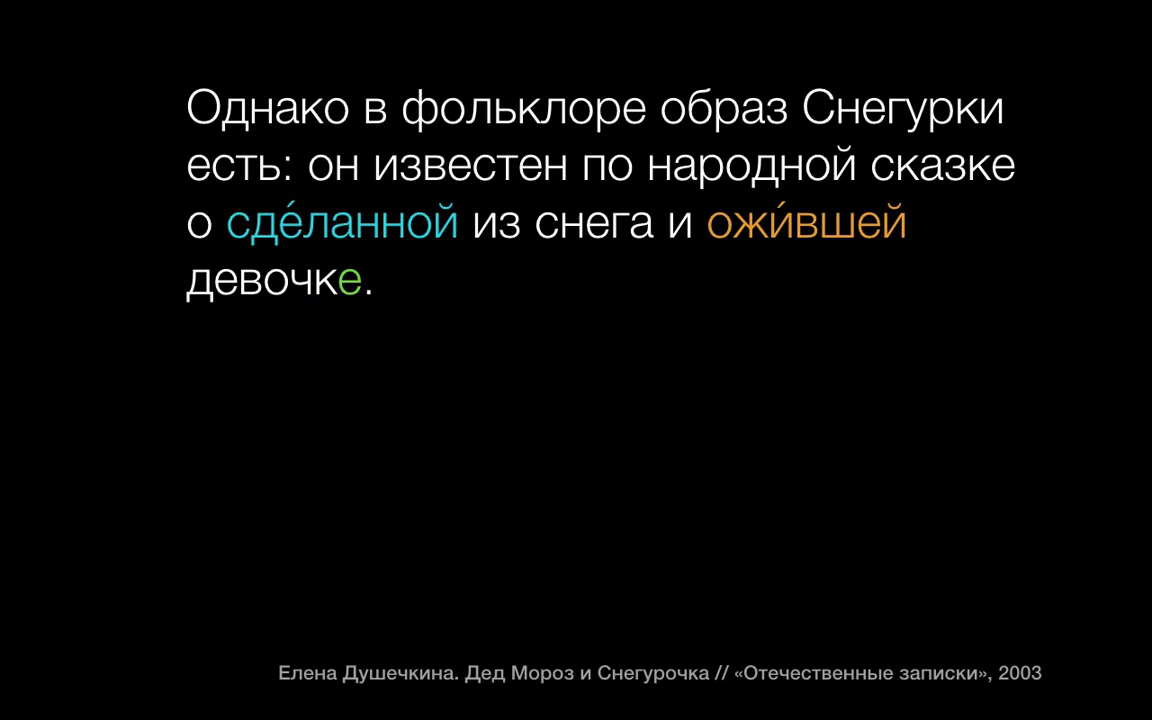 Однако в фольклоре образ Снегурки
есть: он известен по народной сказке
о сде́ланной из снега и ожи́вшей
девочке.
Елена Душечкина. Дед Мороз и Снегурочка // «Отечественные записки», 2003